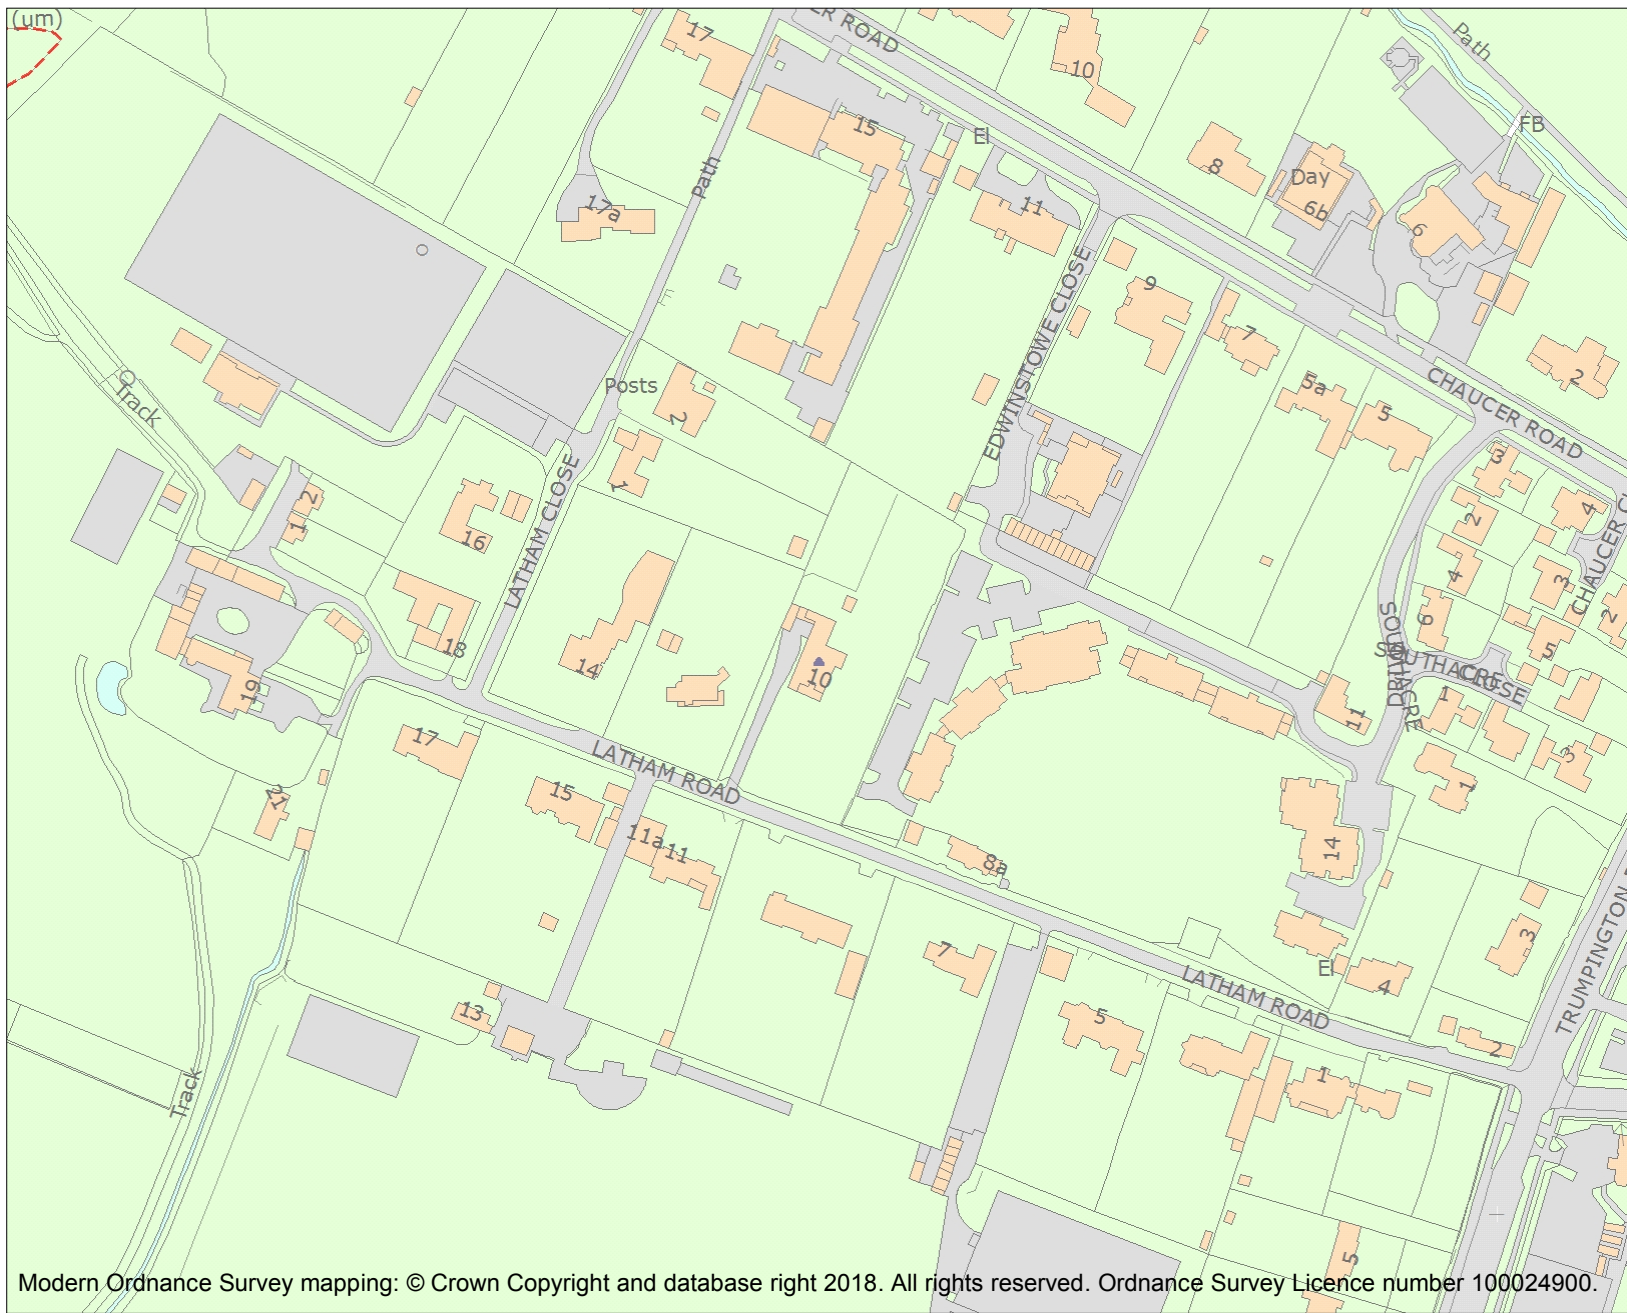 (um)
17
ER ROAD
10
Path
15
El
FB
8
Day
6b
Path
17a
11
6
9
EDWINSTOWE CLOSE
7
Posts
2
5a
5
CHAUCER ROAD
2
Track
1
3
2
4
CHAUCER CL
2
1
16
LATHAM CLOSE
4
3
2
6
5
18
14
10
SOUTHACRE
DRIVE
SOUTHACRE
CLOSE
19
1
11
17
LATHAM ROAD
3
1
21
15
11a
11
8a
14
7
3
El
4
LATHAM ROAD
TRUMPINGTON
13
5
2
1
Track
5
Modern Ordnance Survey mapping: © Crown Copyright and database right 2018. All rights reserved. Ordnance Survey Licence number 100024900.